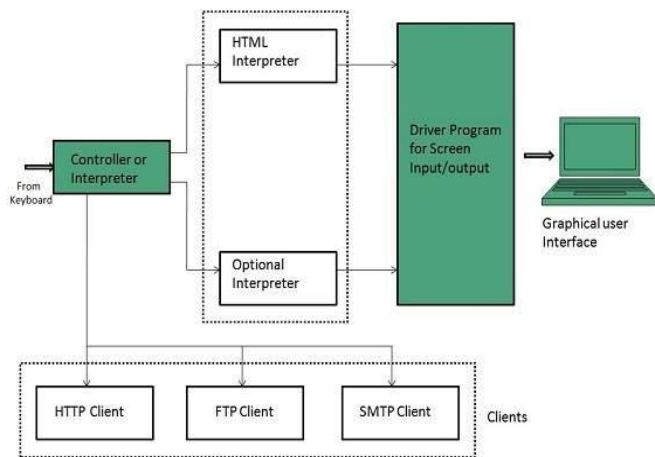 HTML
Interpreter
Controller or
Interpreter
From
Keyboard
Driver Program
for Screen
Input/output
Graphical user
Interface
Optional
Interpreter
HTTP Client
FTP Client
SMTP Client
Clients